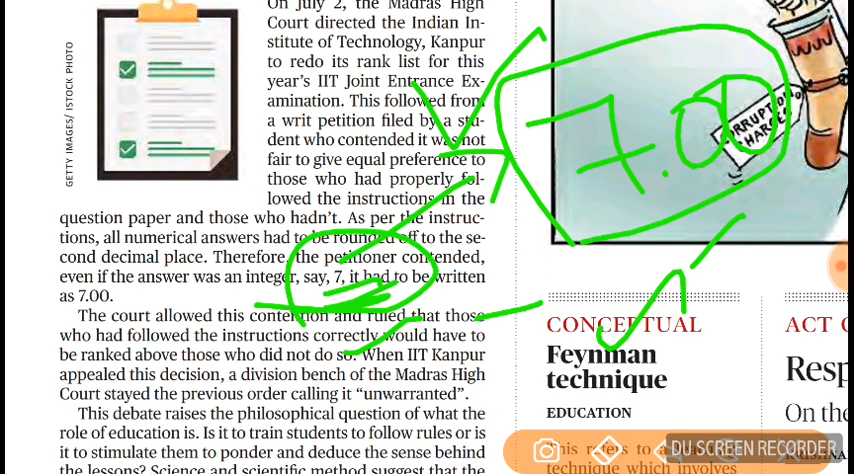 On July 2, the Madras High
Court directed the Indian In-
stitute of Technology, Kanpur
to redo its rank list for this
year's IIT Joint Entrance Ex-
amination. This followed from
a writ petition filed by a stu-
dent who contended it was not
fair to give equal preference to
those who had properly fol-
lowed the instructions in the
question paper and those who hadn't. As per the instruc-
tions, all numerical answers had to be rounded off to the se-
cond decimal place. Therefore, the petitioner contended,
even if the answer was an integer, say, 7, it had to be written
as 7.00.
The court allowed this contention and ruled that those
who had followed the instructions correctly would have to
be ranked above those who did not do so. When IIT Kanpur
appealed this decision, a division bench of the Madras High
Court stayed the previous order calling it "unwarranted".
This debate raises the philosophical question of what the
role of education is. Is it to train students to follow rules or is
it to stimulate them to ponder and deduce the sense behind
the lessons? Science and scientific method suggest that the
GETTY IMAGES/ ISTOCK PHOTO
7.00
CORRUPTION
CHARGES
CONCEPTUAL
Feynman
technique
EDUCATION
This refers to a
technique which involves
ACT
Resp
On the
DU SCREEN RECORDER